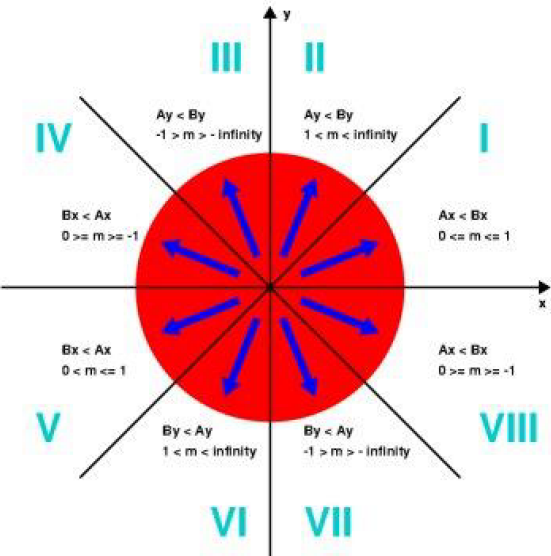 y
III
II
Ay < By
-1 > m > - infinity
Ay < By
1 < m < infinity
IV
I
Bx < Ax
0 >= m >= -1
Ax < Bx
0 <= m <= 1
x
Bx < Ax
0 < m <= 1
Ax < Bx
0 >= m >= -1
V
By < Ay
1 < m < infinity
By < Ay
-1 > m > - infinity
VIII
VI
VII